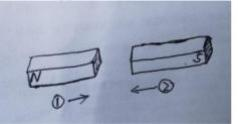 N
S
① → ← ②